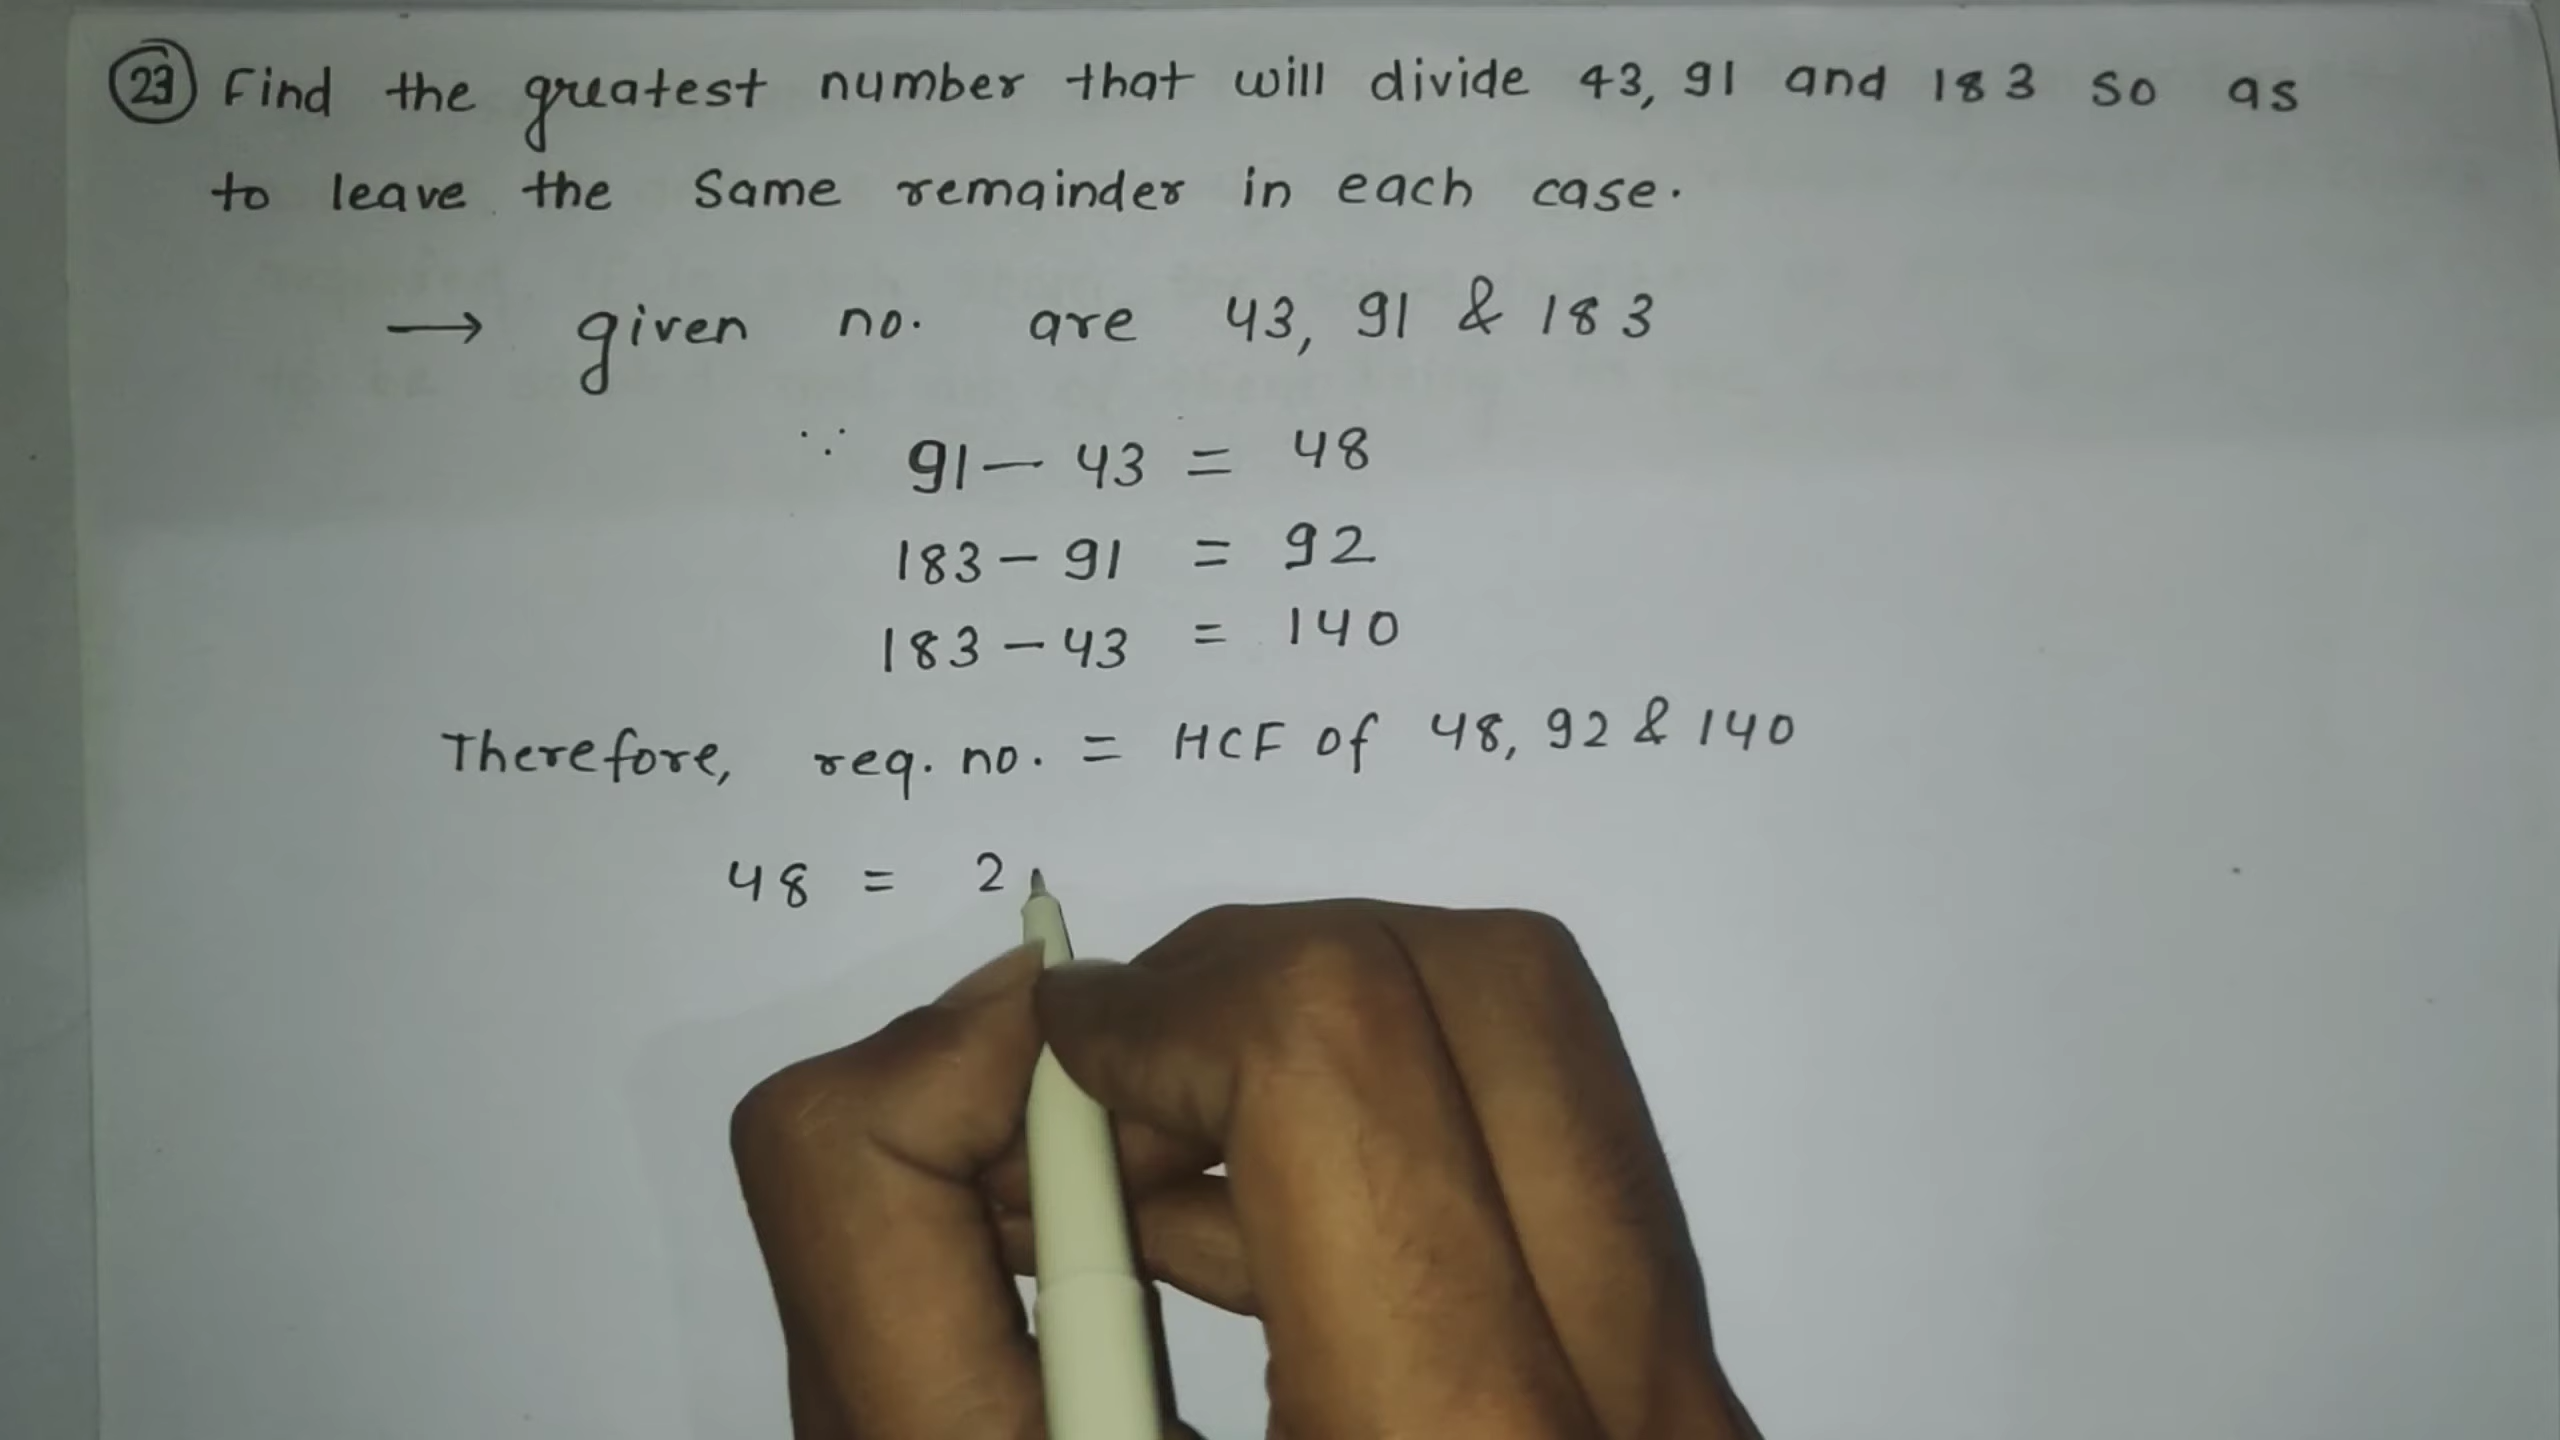 23 Find the greatest number that will divide 43, 91 and 183 so as
to leave the same remainder in each case.
→ given no. are 43, 91 & 183
∵ 91 - 43 = 48
183 - 91 = 92
183 - 43 = 140
Therefore, req. no. = HCF of 48, 92 & 140
48 = 2